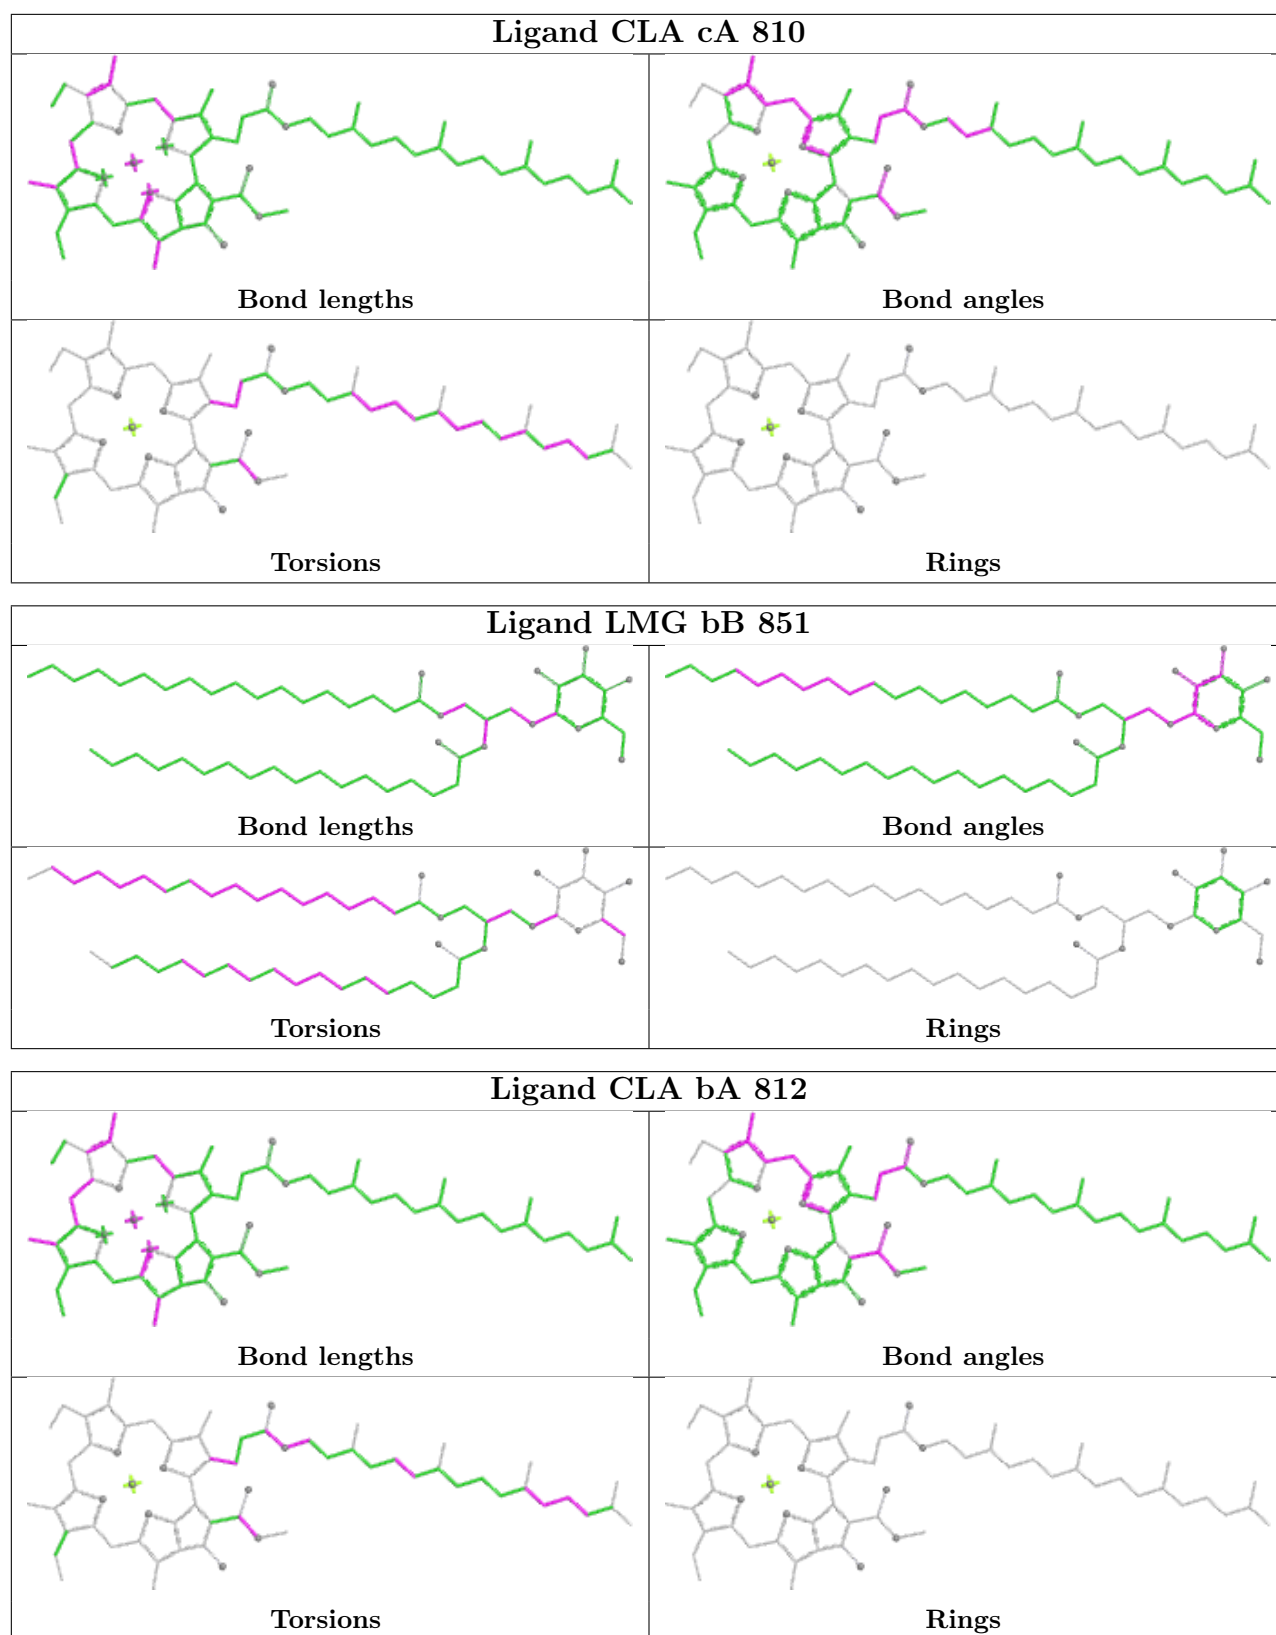 Ligand CLA cA 810
Bond lengths
Bond angles
Torsions
Rings
Ligand LMG bB 851
Bond lengths
Bond angles
Torsions
Rings
Ligand CLA bA 812
Bond lengths
Bond angles
Torsions
Rings